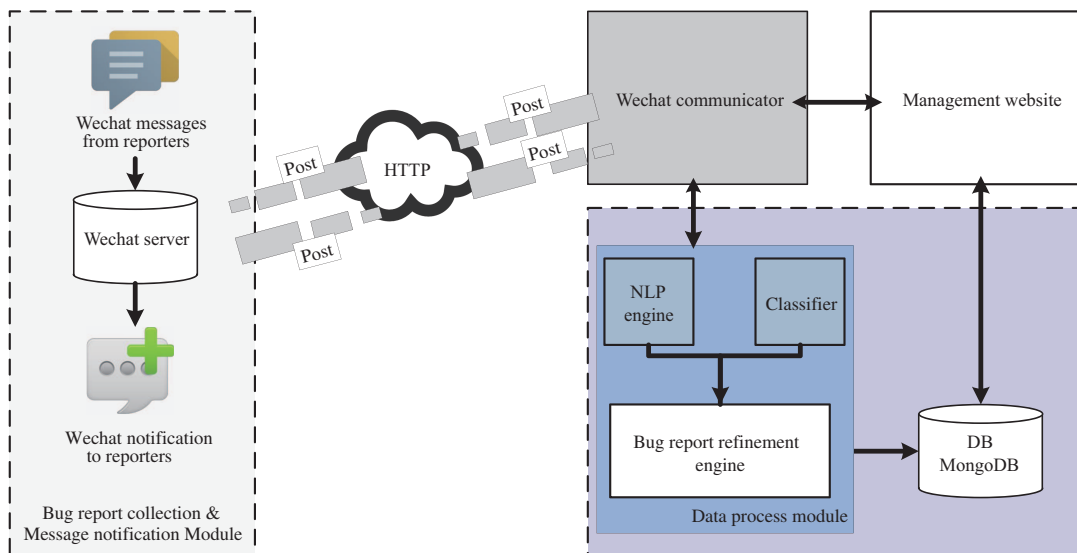 Wechat messages
from reporters
Wechat server
Wechat notification
to reporters
Bug report collection &
Message notification Module
Post
Post
HTTP
Post
Post
Wechat communicator
Management website
NLP
engine
Classifier
Bug report refinement
engine
Data process module
DB
MongoDB